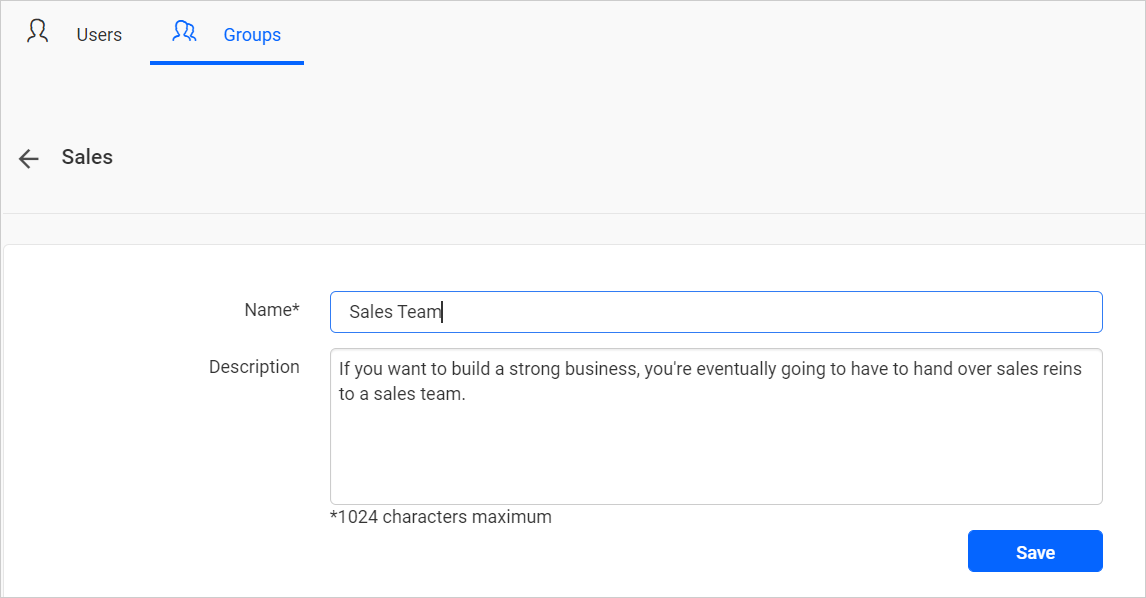 Users
Groups
Sales
Name*
Sales Team
Description
If you want to build a strong business, you're eventually going to have to hand over sales reins
to a sales team.
*1024 characters maximum
Save